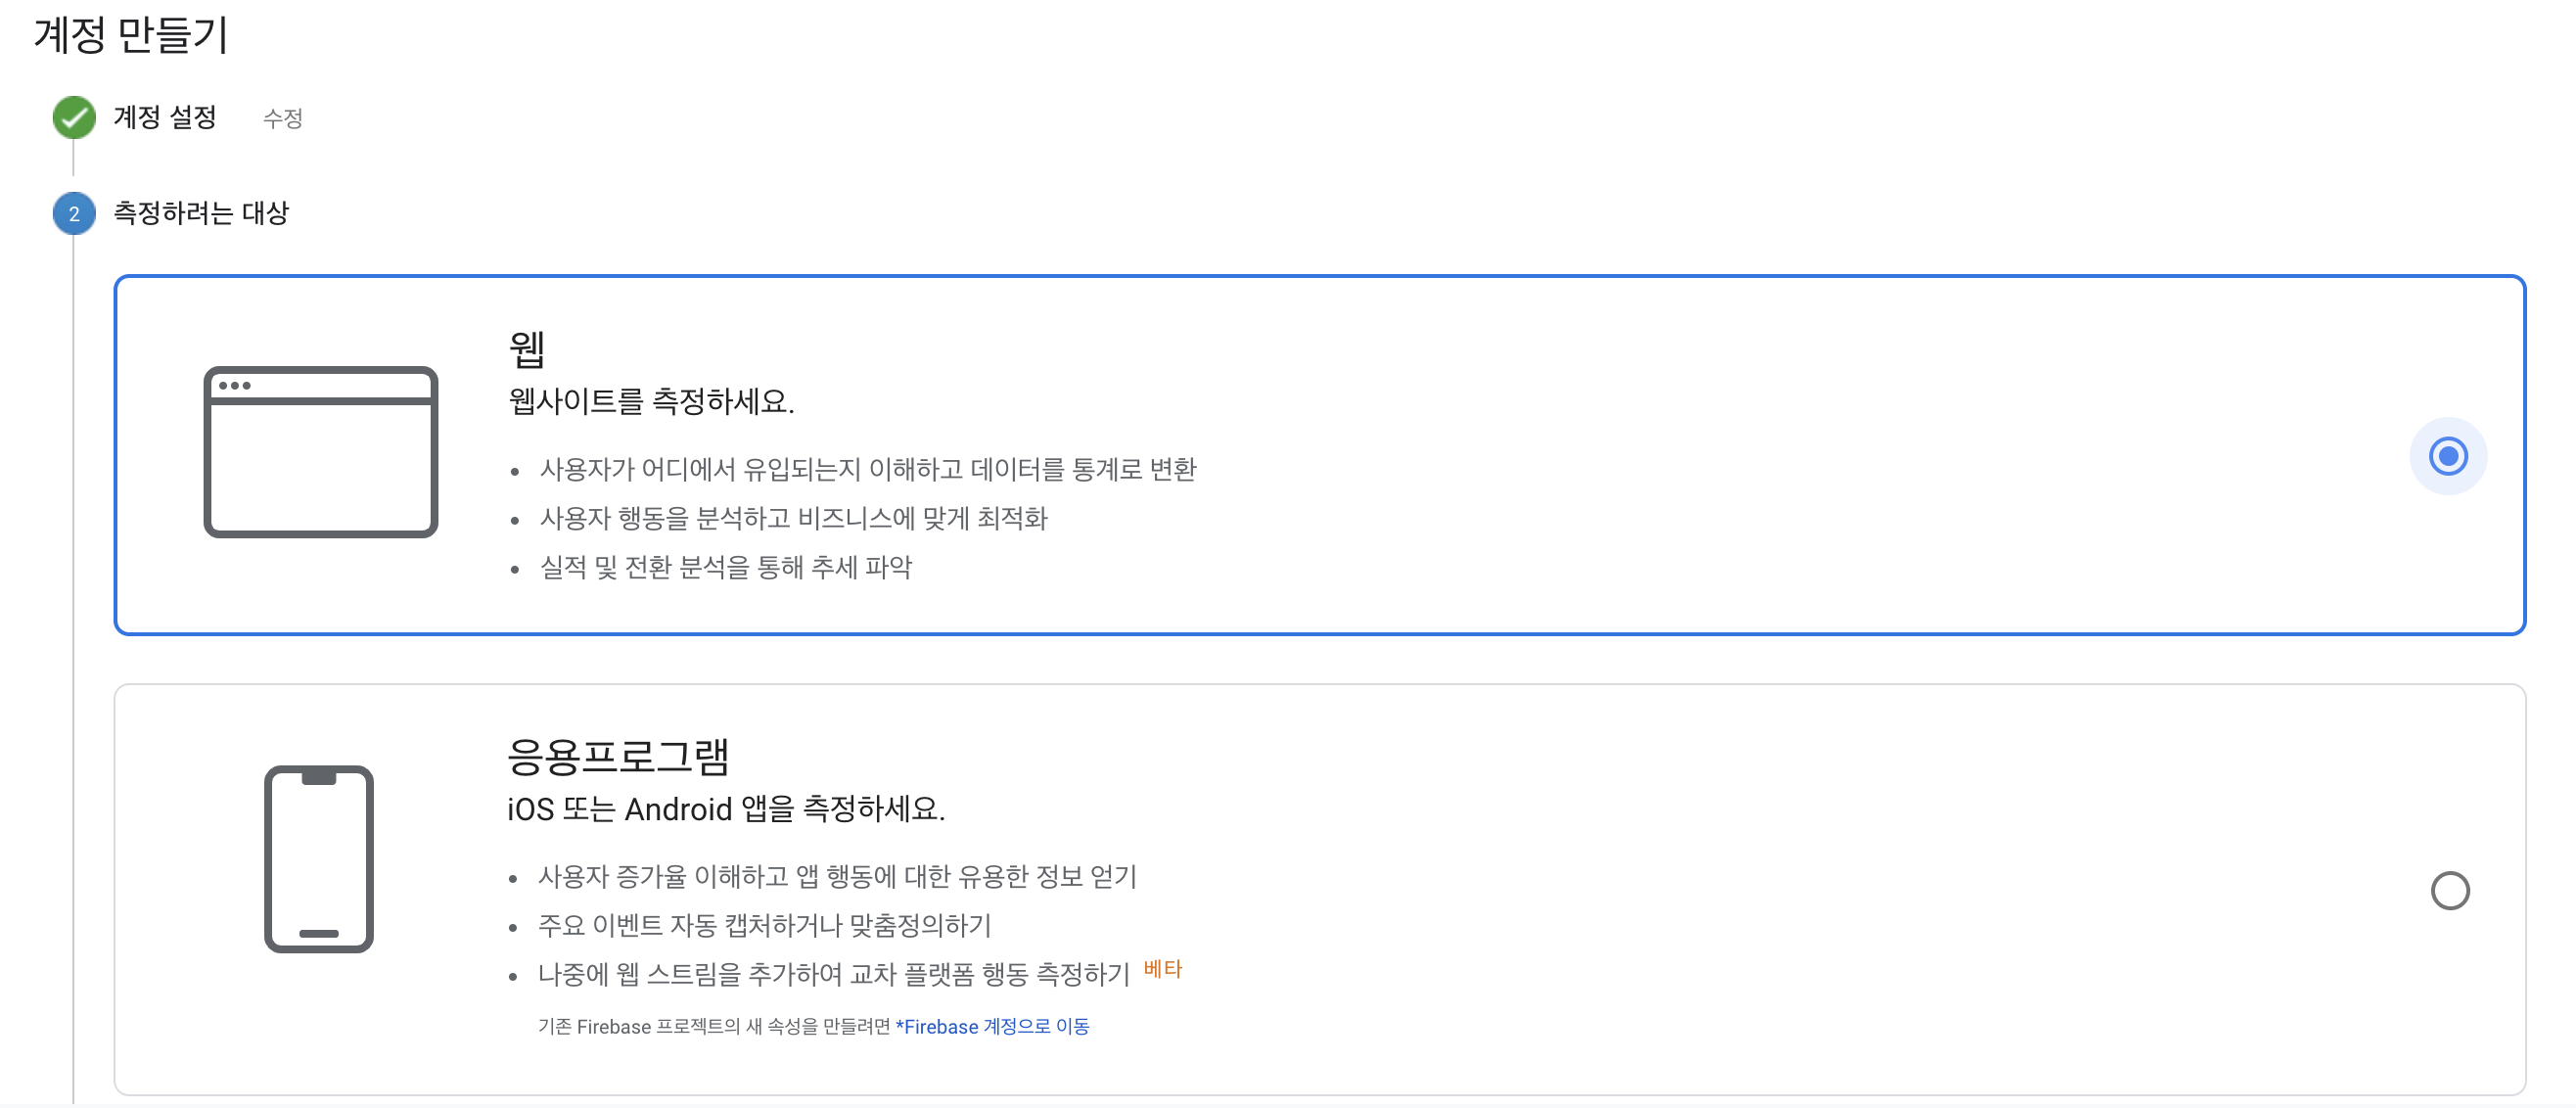 계정 만들기
계정 설정 수정
2 측정하려는 대상
웹
웹사이트를 측정하세요.
• 사용자가 어디에서 유입되는지 이해하고 데이터를 통계로 변환
• 사용자 행동을 분석하고 비즈니스에 맞게 최적화
• 실적 및 전환 분석을 통해 추세 파악
응용프로그램
iOS 또는 Android 앱을 측정하세요.
• 사용자 증가율 이해하고 앱 행동에 대한 유용한 정보 얻기
• 주요 이벤트 자동 캡처하거나 맞춤정의하기
• 나중에 웹 스트림을 추가하여 교차 플랫폼 행동 측정하기 베타
기존 Firebase 프로젝트의 새 속성을 만들려면 *Firebase 계정으로 이동